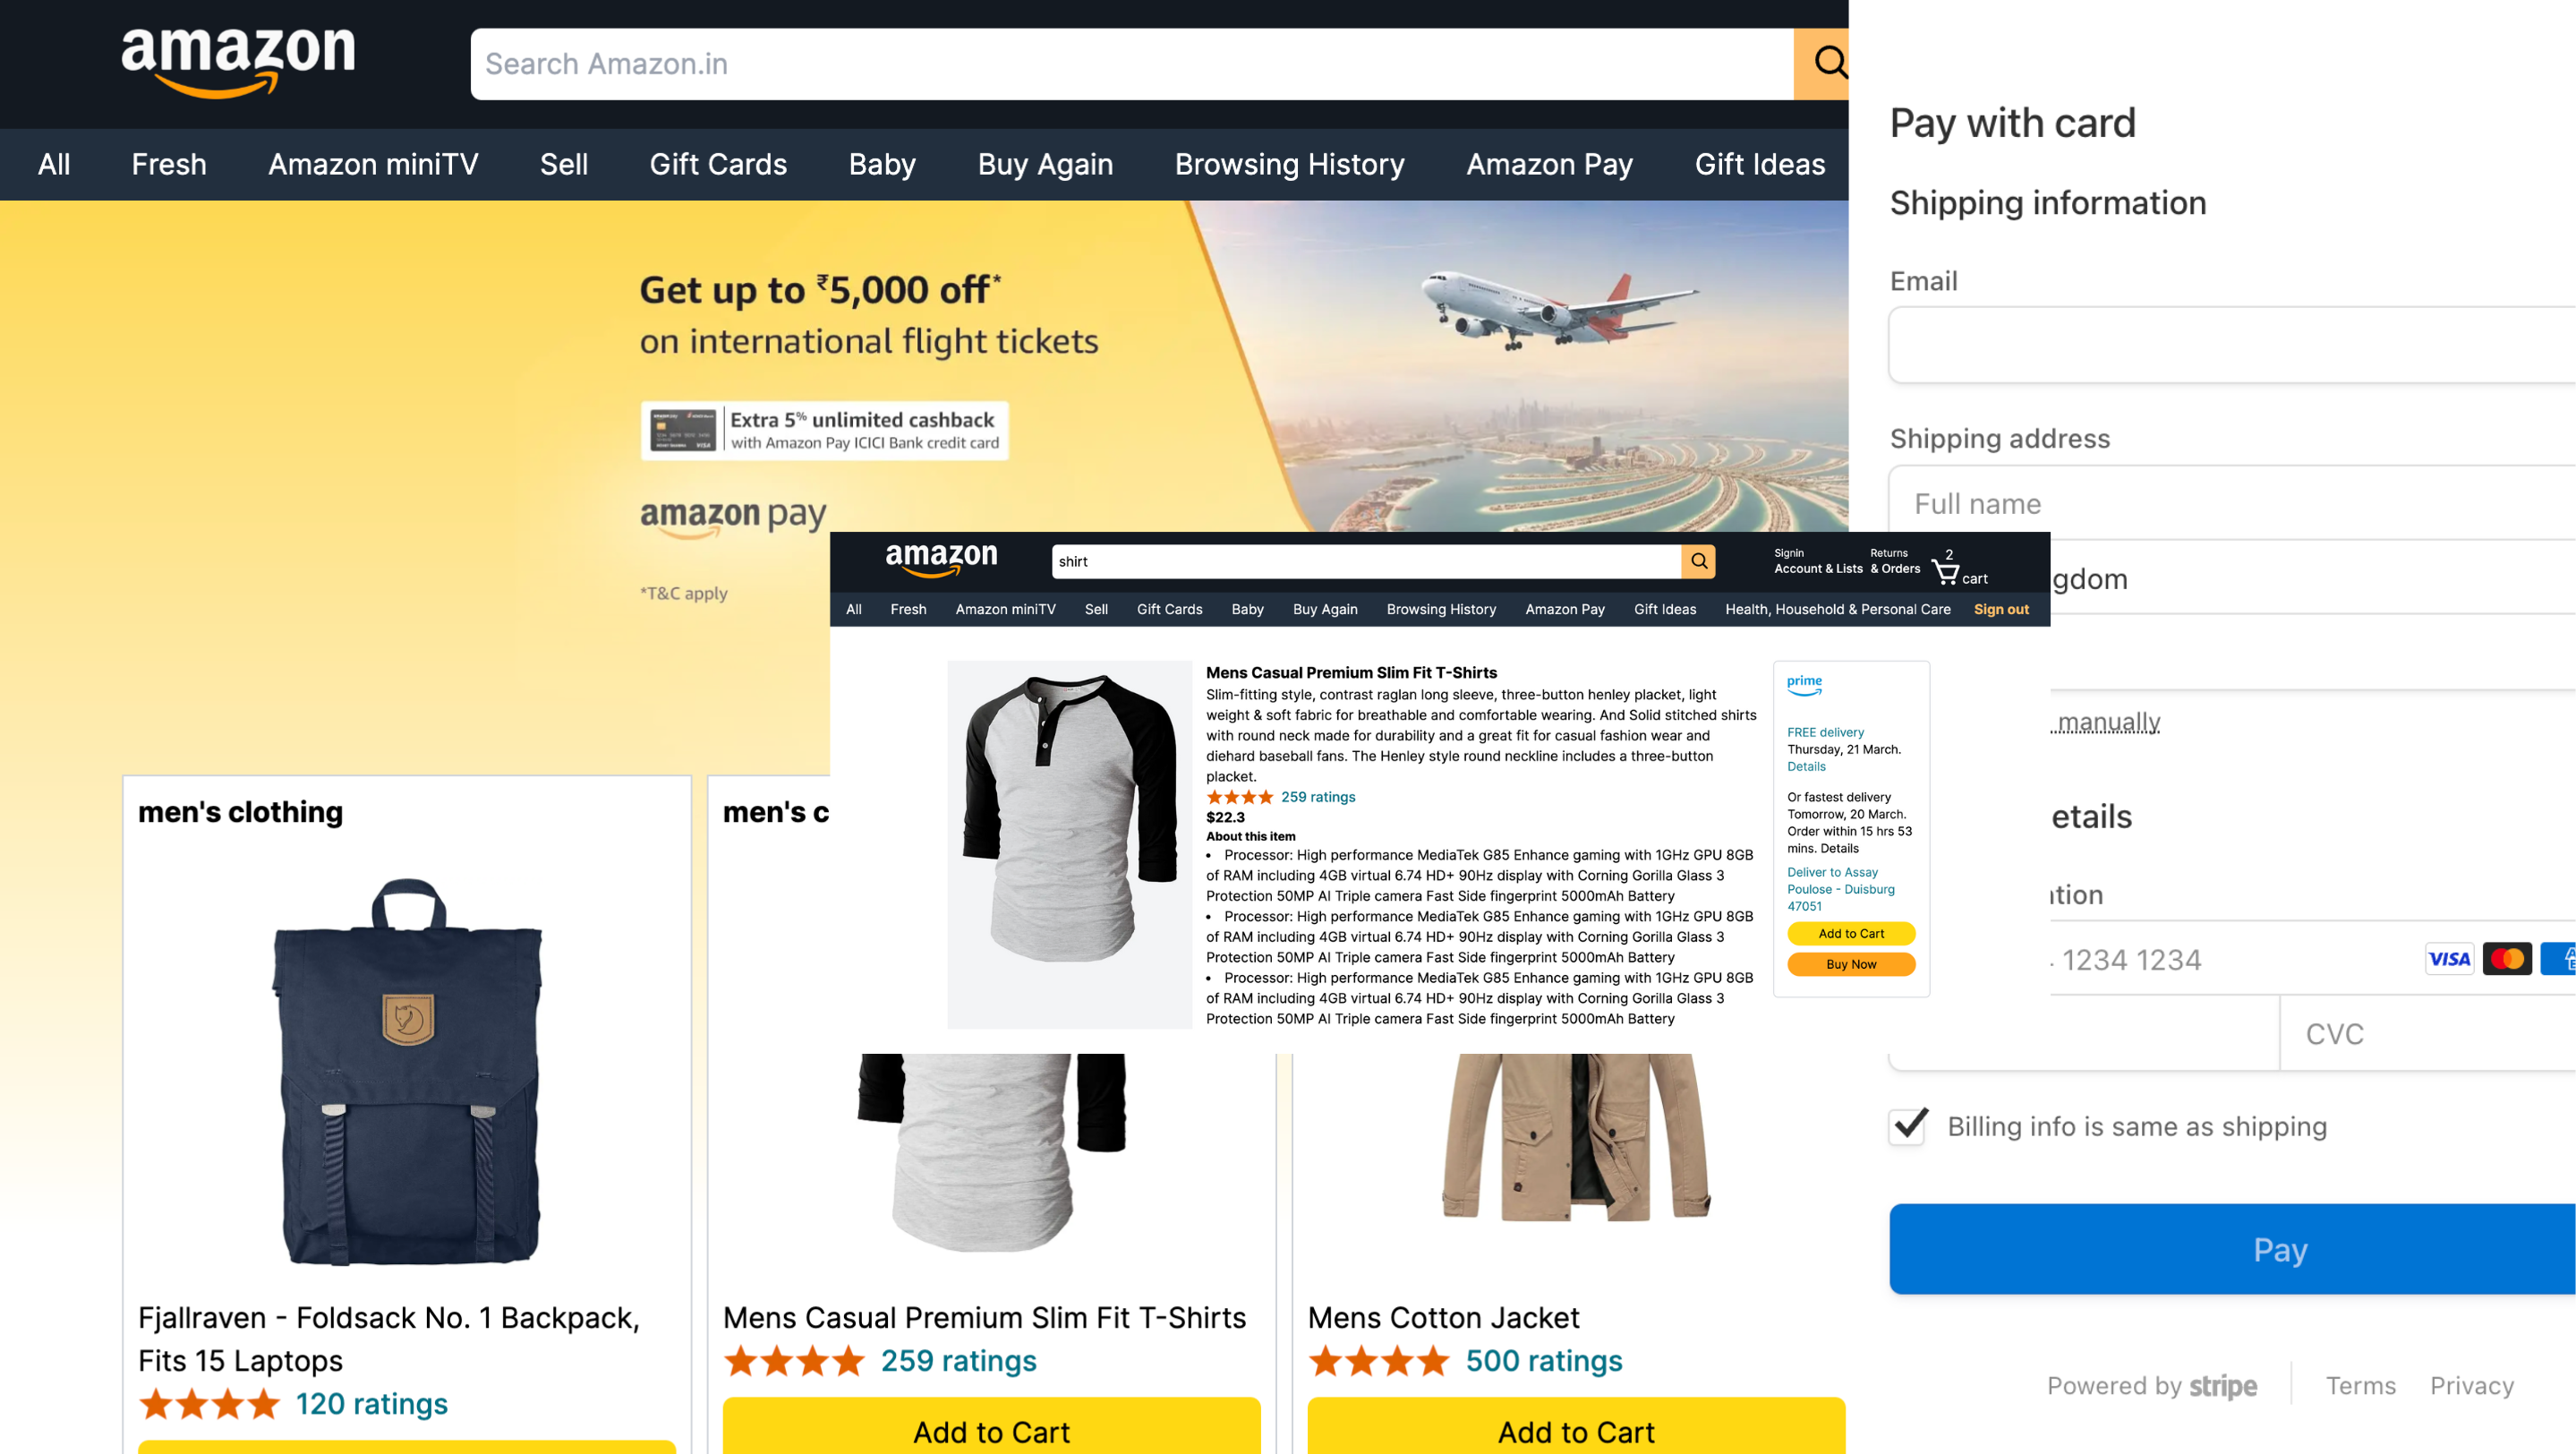 amazon
Search Amazon.in
All Fresh Amazon miniTV Sell Gift Cards Baby Buy Again Browsing History Amazon Pay Gift Ideas
Get up to ₹5,000 off*
on international flight tickets
Extra 5% unlimited cashback
with Amazon Pay ICICI Bank credit card
amazon pay
*T&C apply
men's clothing
Fjallraven - Foldsack No. 1 Backpack,
Fits 15 Laptops
120 ratings
men's c
Mens Casual Premium Slim Fit T-Shirts
259 ratings
Add to Cart
Mens Cotton Jacket
500 ratings
Add to Cart
amazon
shirt
Signin
Account & Lists
Returns
& Orders
2
cart
All Fresh Amazon miniTV Sell Gift Cards Baby Buy Again Browsing History Amazon Pay Gift Ideas Health, Household & Personal Care Sign out
Mens Casual Premium Slim Fit T-Shirts
Slim-fitting style, contrast raglan long sleeve, three-button henley placket, light
weight & soft fabric for breathable and comfortable wearing. And Solid stitched shirts
with round neck made for durability and a great fit for casual fashion wear and
diehard baseball fans. The Henley style round neckline includes a three-button
placket.
259 ratings
$22.3
About this item
• Processor: High performance MediaTek G85 Enhance gaming with 1GHz GPU 8GB
of RAM including 4GB virtual 6.74 HD+ 90Hz display with Corning Gorilla Glass 3
Protection 50MP AI Triple camera Fast Side fingerprint 5000mAh Battery
• Processor: High performance MediaTek G85 Enhance gaming with 1GHz GPU 8GB
of RAM including 4GB virtual 6.74 HD+ 90Hz display with Corning Gorilla Glass 3
Protection 50MP AI Triple camera Fast Side fingerprint 5000mAh Battery
• Processor: High performance MediaTek G85 Enhance gaming with 1GHz GPU 8GB
of RAM including 4GB virtual 6.74 HD+ 90Hz display with Corning Gorilla Glass 3
Protection 50MP AI Triple camera Fast Side fingerprint 5000mAh Battery
prime
FREE delivery
Thursday, 21 March.
Details
Or fastest delivery
Tomorrow, 20 March.
Order within 15 hrs 53
mins. Details
Deliver to Assay
Poulose - Duisburg
47051
Add to Cart
Buy Now
Pay with card
Shipping information
Email
Shipping address
Full name
gdom
manually
etails
tion
1234 1234
VISA
CVC
Billing info is same as shipping
Pay
Powered by stripe
Terms Privacy